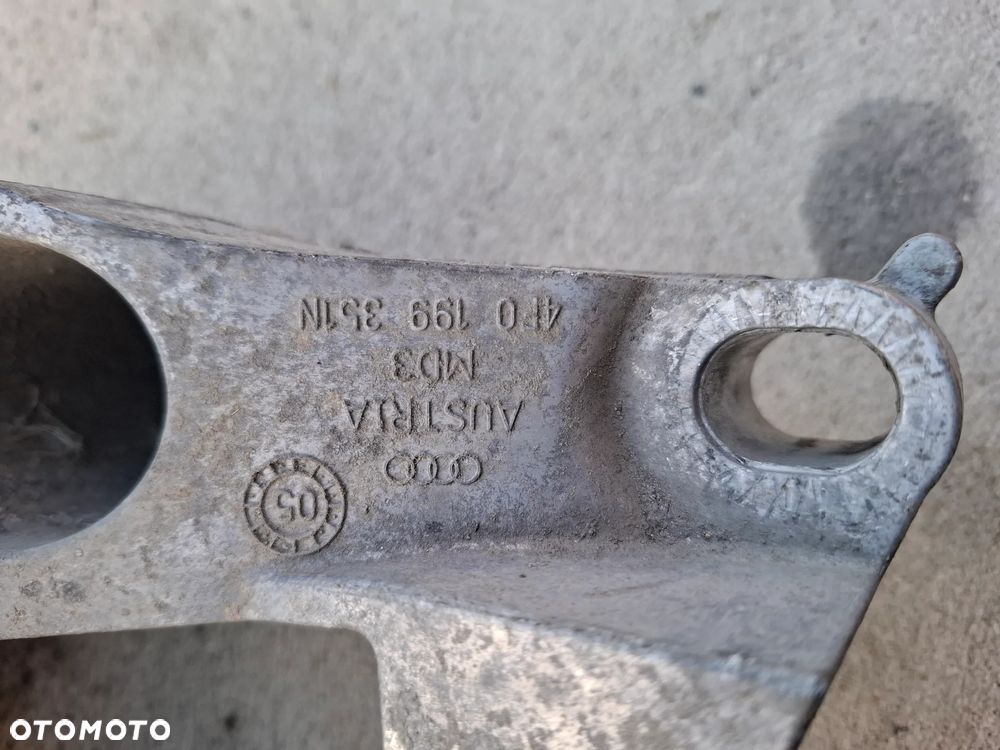 4F0 199 351N
MD3
AUSTRIA
05
OTOMOTO